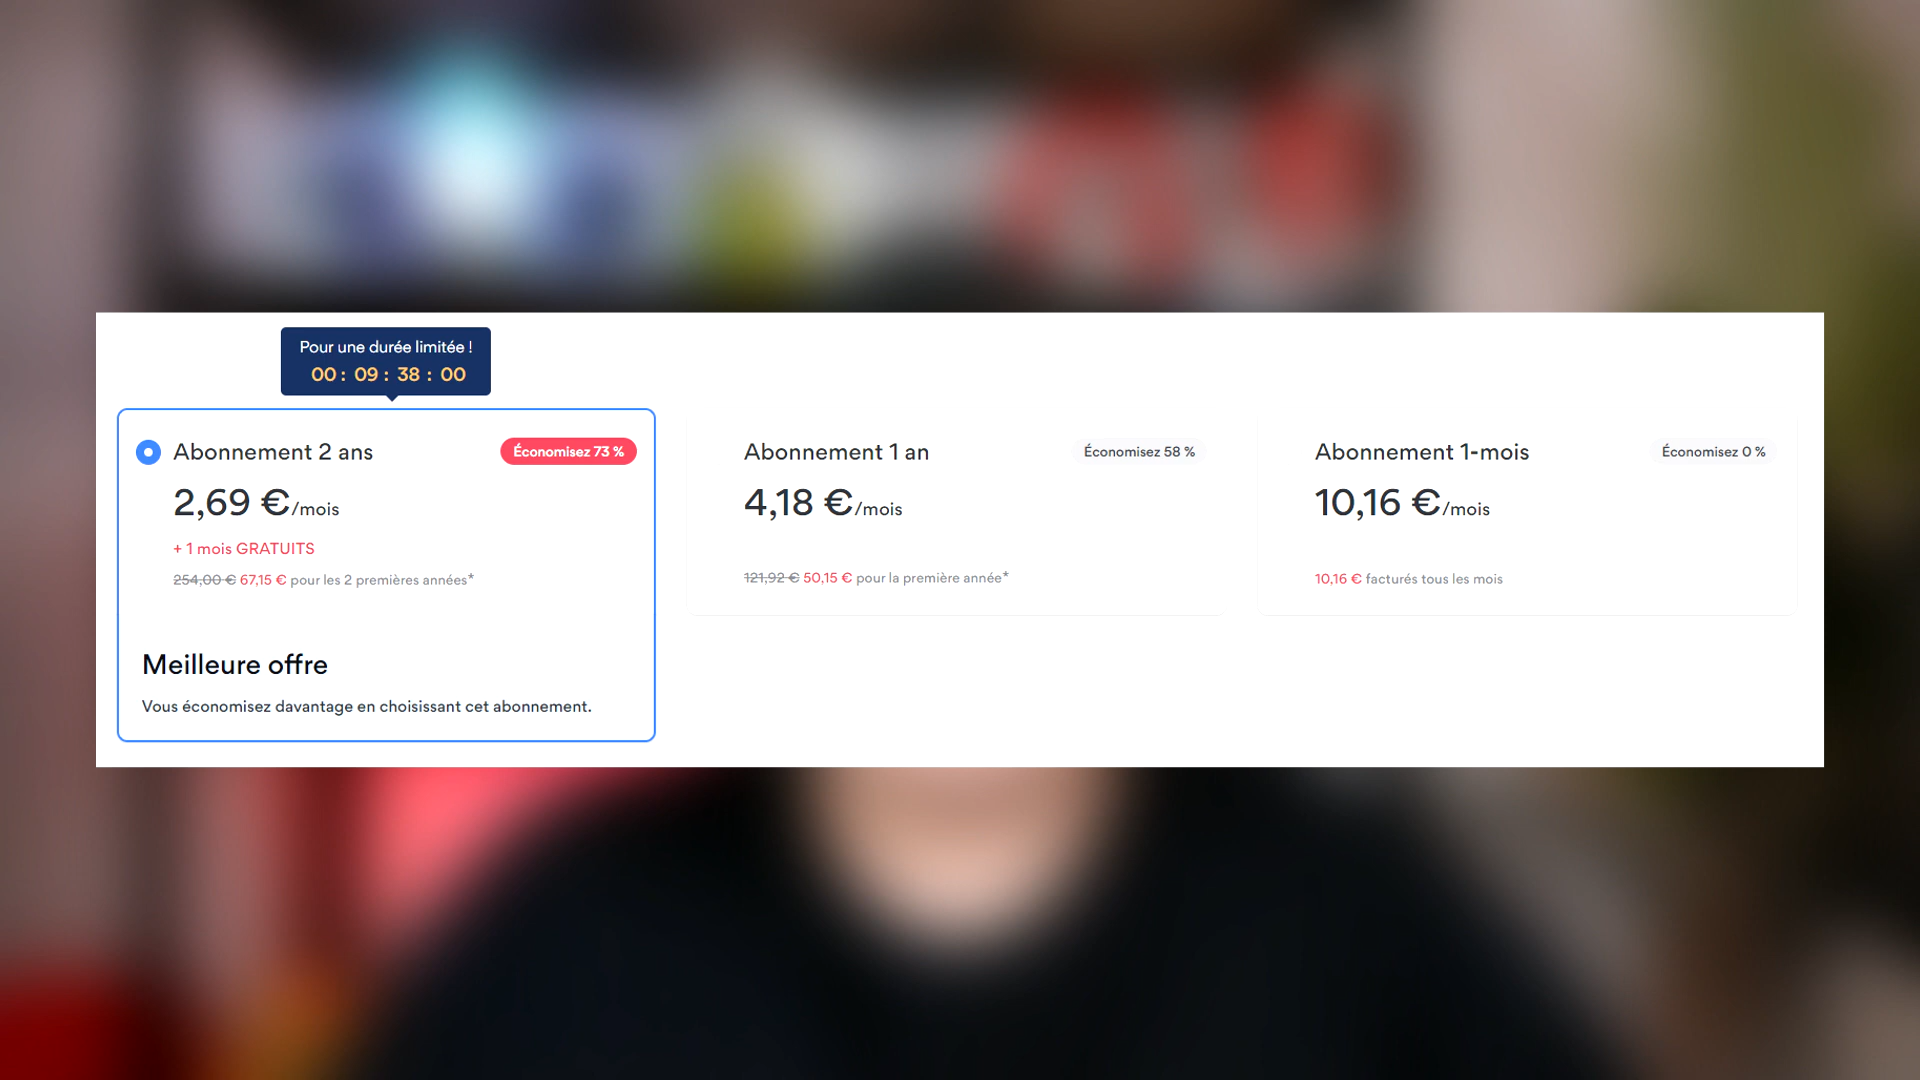 Pour une durée limitée !
00 : 09 : 38 : 00
Abonnement 2 ans
Économisez 73 %
2,69 €/mois
+ 1 mois GRATUITS
254,00 € 67,15 € pour les 2 premières années*
Meilleure offre
Vous économisez davantage en choisissant cet abonnement.
Abonnement 1 an
Économisez 58 %
4,18 €/mois
121,92 € 50,15 € pour la première année*
Abonnement 1-mois
Économisez 0 %
10,16 €/mois
10,16 € facturés tous les mois